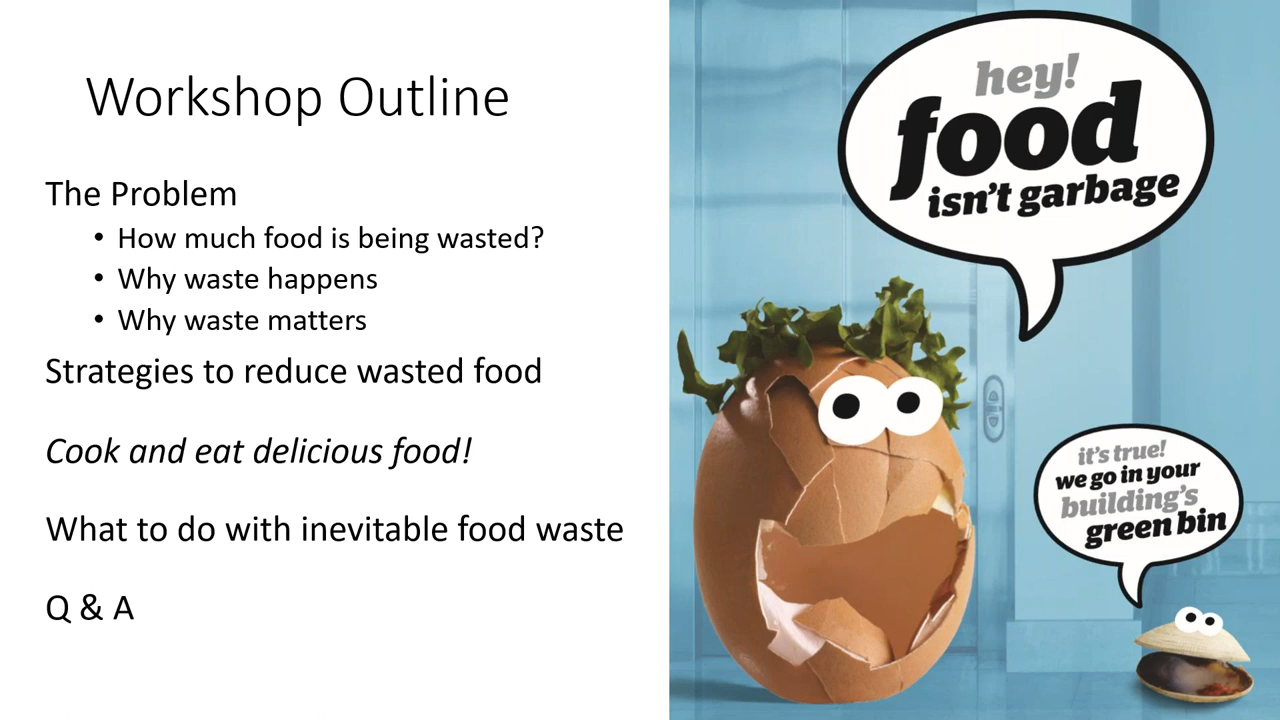 Workshop Outline
The Problem
• How much food is being wasted?
• Why waste happens
• Why waste matters
Strategies to reduce wasted food
Cook and eat delicious food!
What to do with inevitable food waste
Q & A
hey!
food
isn't garbage
it's true!
we go in your
building's
green bin